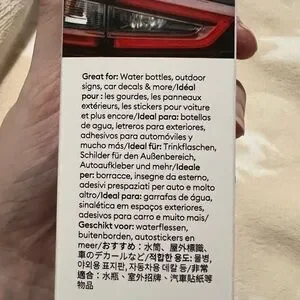 Great for: Water bottles, outdoor
signs, car decals & more/Idéal
pour : les gourdes, les panneaux
extérieurs, les stickers pour voiture
et plus encore/Ideal para: botellas
de agua, letreros para exteriores,
adhesivos para automóviles y
mucho más/Ideal für: Trinkflaschen,
Schilder für den Außenbereich,
Autoaufkleber und mehr/Ideale
per: borracce, insegne da esterno,
adesivi prespaziati per auto e molto
altro/Ideal para: garrafas de água,
sinalética em espaços exteriores,
adesivos para carro e muito mais/
Geschikt voor: waterflessen,
buitenborden, autostickers en
meer/おすすめ：水筒、屋外標識、
車のデカールなど/적합한 용도: 물병,
야외용 표지판, 자동차용 데칼 등/非常
適合：水瓶、室外招牌、汽車貼紙等
物品